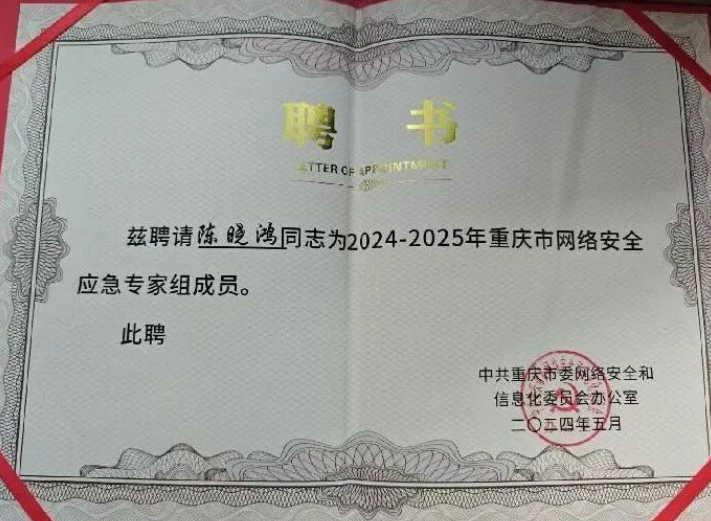 聘 书
LETTER OF APPOINTMENT
兹聘请陈晓鸿同志为2024-2025年重庆市网络安全
应急专家组成员。
此聘
中共重庆市委网络安全和
信息化委员会办公室
二〇二四年五月